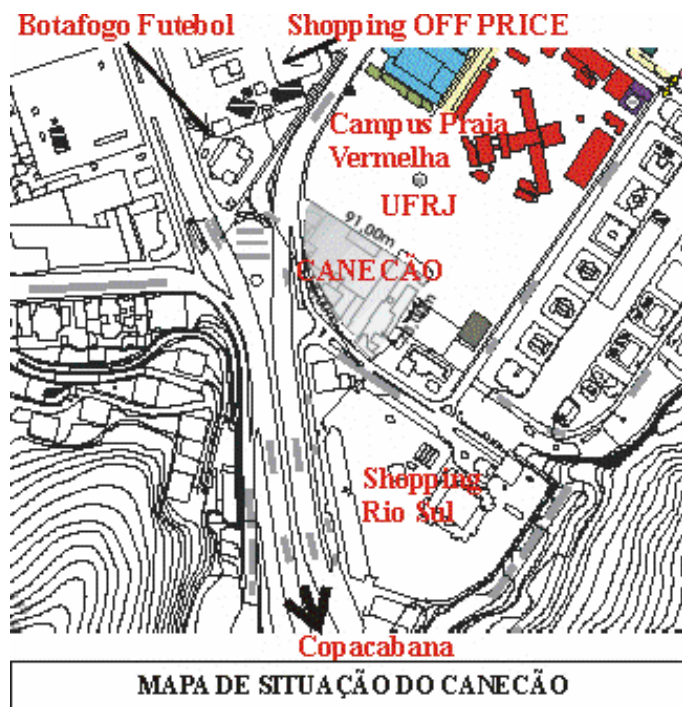 Botafogo Futebol
Shopping OFF PRICE
Campus Praia
Vermelha
UFRJ
91,00m
CANECÃO
Shopping
Rio Sul
Copacabana
MAPA DE SITUAÇÃO DO CANECÃO